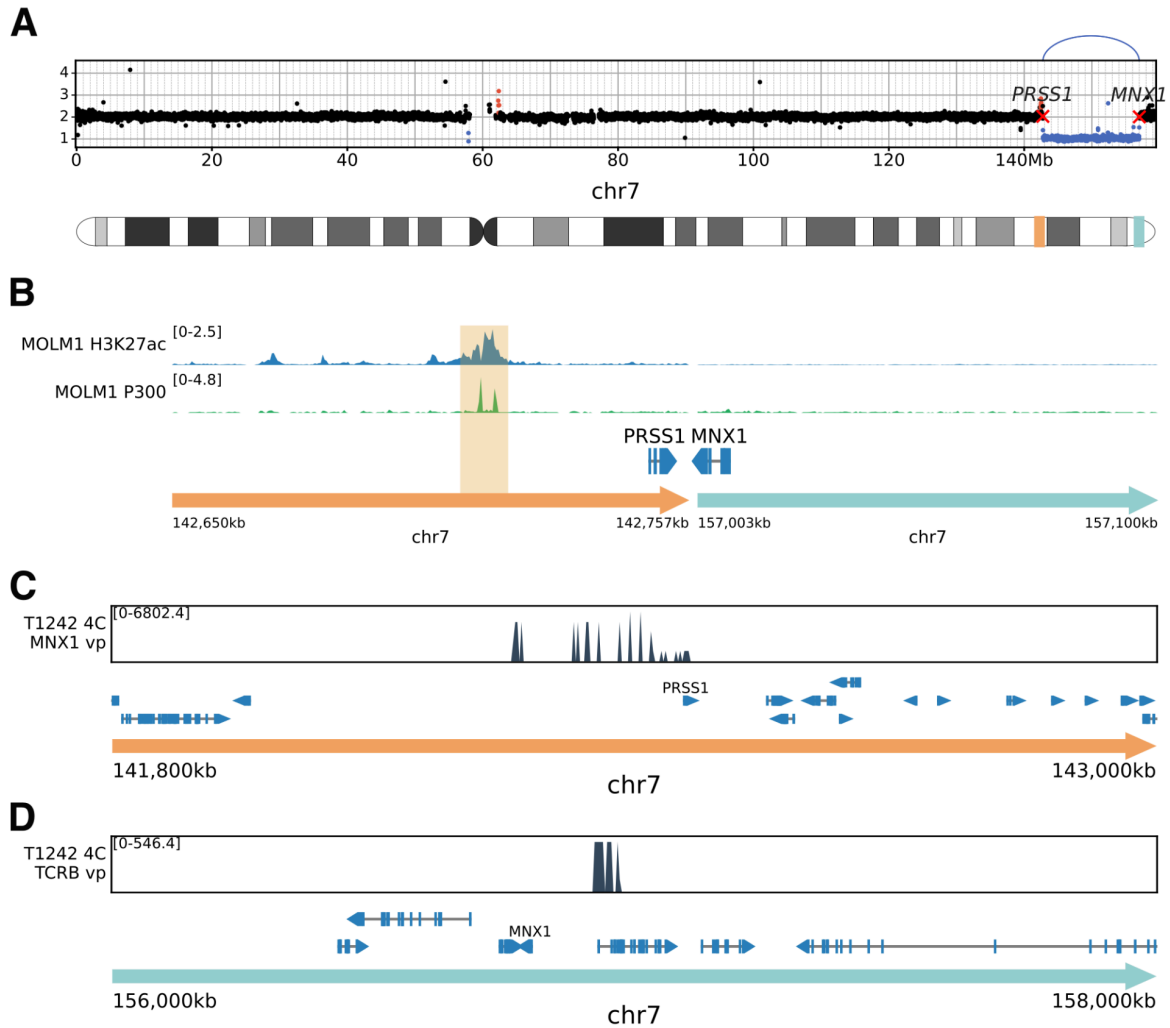 A
4
3
2
1
PRSS1 MNX1
0 20 40 60 80 100 120 140Mb
chr7
B
MOLM1 H3K27ac [0-2.5]
MOLM1 P300 [0-4.8]
PRSS1 MNX1
142,650kb 142,757kb 157,003kb 157,100kb
chr7 chr7
C
T1242 4C
MNX1 vp
[0-6802.4]
PRSS1
141,800kb 143,000kb
chr7
D
T1242 4C
TCRB vp
[0-546.4]
MNX1
156,000kb 158,000kb
chr7